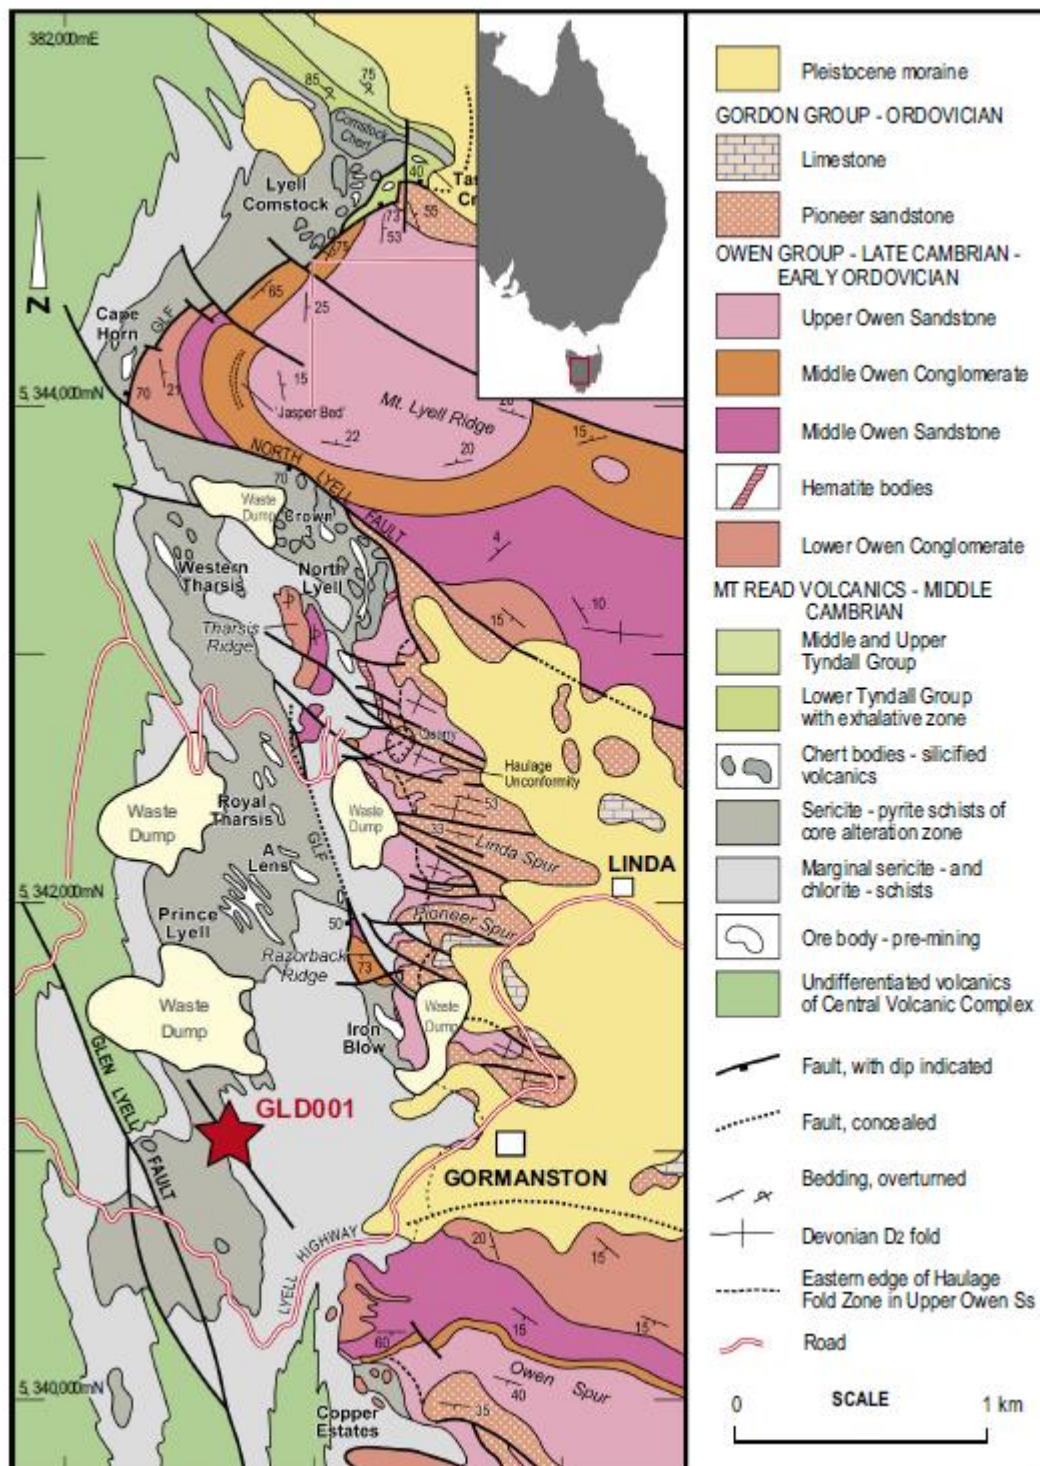 382,000mE
75
85
Comstock
Chert
40
Tas
Cr
Lyell
Comstock
73
55
53
75
N
65
25
Cape
Horn
GLF
5,344,000mN
70
21
15
'Jasper Bed'
Mt. Lyell Ridge
20
22
20
15
NORTH LYELL FAULT
70
Waste
Dump
Crown
3
4
Western
Tharsis
North
Lyell
10
15
Tharsis
Ridge
Quarry
Haulage
Unconformity
Waste
Dump
Royal
Tharsis
Waste
Dump
53
33
Linda Spur
GLF
A
Lens
LINDA
5,342,000mN
Prince
Lyell
50
Pioneer Spur
Razorback
Ridge
73
Waste
Dump
Iron
Blow
Waste
Dump
GLEN LYELL FAULT
GLD001
GORMANSTON
LYELL HIGHWAY
20
15
60
15
15
5,340,000mN
Owen Spur
40
35
Copper
Estates
Pleistocene moraine
GORDON GROUP - ORDOVICIAN
Limestone
Pioneer sandstone
OWEN GROUP - LATE CAMBRIAN -
EARLY ORDOVICIAN
Upper Owen Sandstone
Middle Owen Conglomerate
Middle Owen Sandstone
Hematite bodies
Lower Owen Conglomerate
MT READ VOLCANICS - MIDDLE
CAMBRIAN
Middle and Upper
Tyndall Group
Lower Tyndall Group
with exhalative zone
Chert bodies - silicified
volcanics
Sericite - pyrite schists of
core alteration zone
Marginal sericite - and
chlorite - schists
Ore body - pre-mining
Undifferentiated volcanics
of Central Volcanic Complex
Fault, with dip indicated
Fault, concealed
Bedding, overturned
Devonian D2 fold
Eastern edge of Haulage
Fold Zone in Upper Owen Ss
Road
0 SCALE 1 km